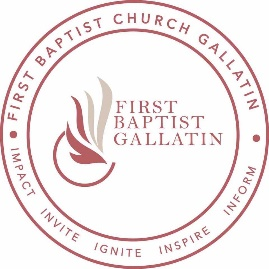 FIRST BAPTIST CHURCH GALLATIN
FIRST
BAPTIST
GALLATIN
IMPACT INVITE IGNITE INSPIRE INFORM